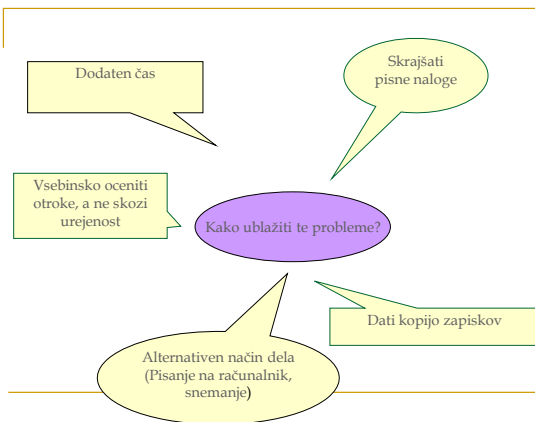 Dodaten čas
Skrajšati
pisne naloge
Vsebinsko oceniti
otroke, a ne skozi
urejenost
Kako ublažiti te probleme?
Dati kopijo zapiskov
Alternativen način dela
(Pisanje na računalnik,
snemanje)